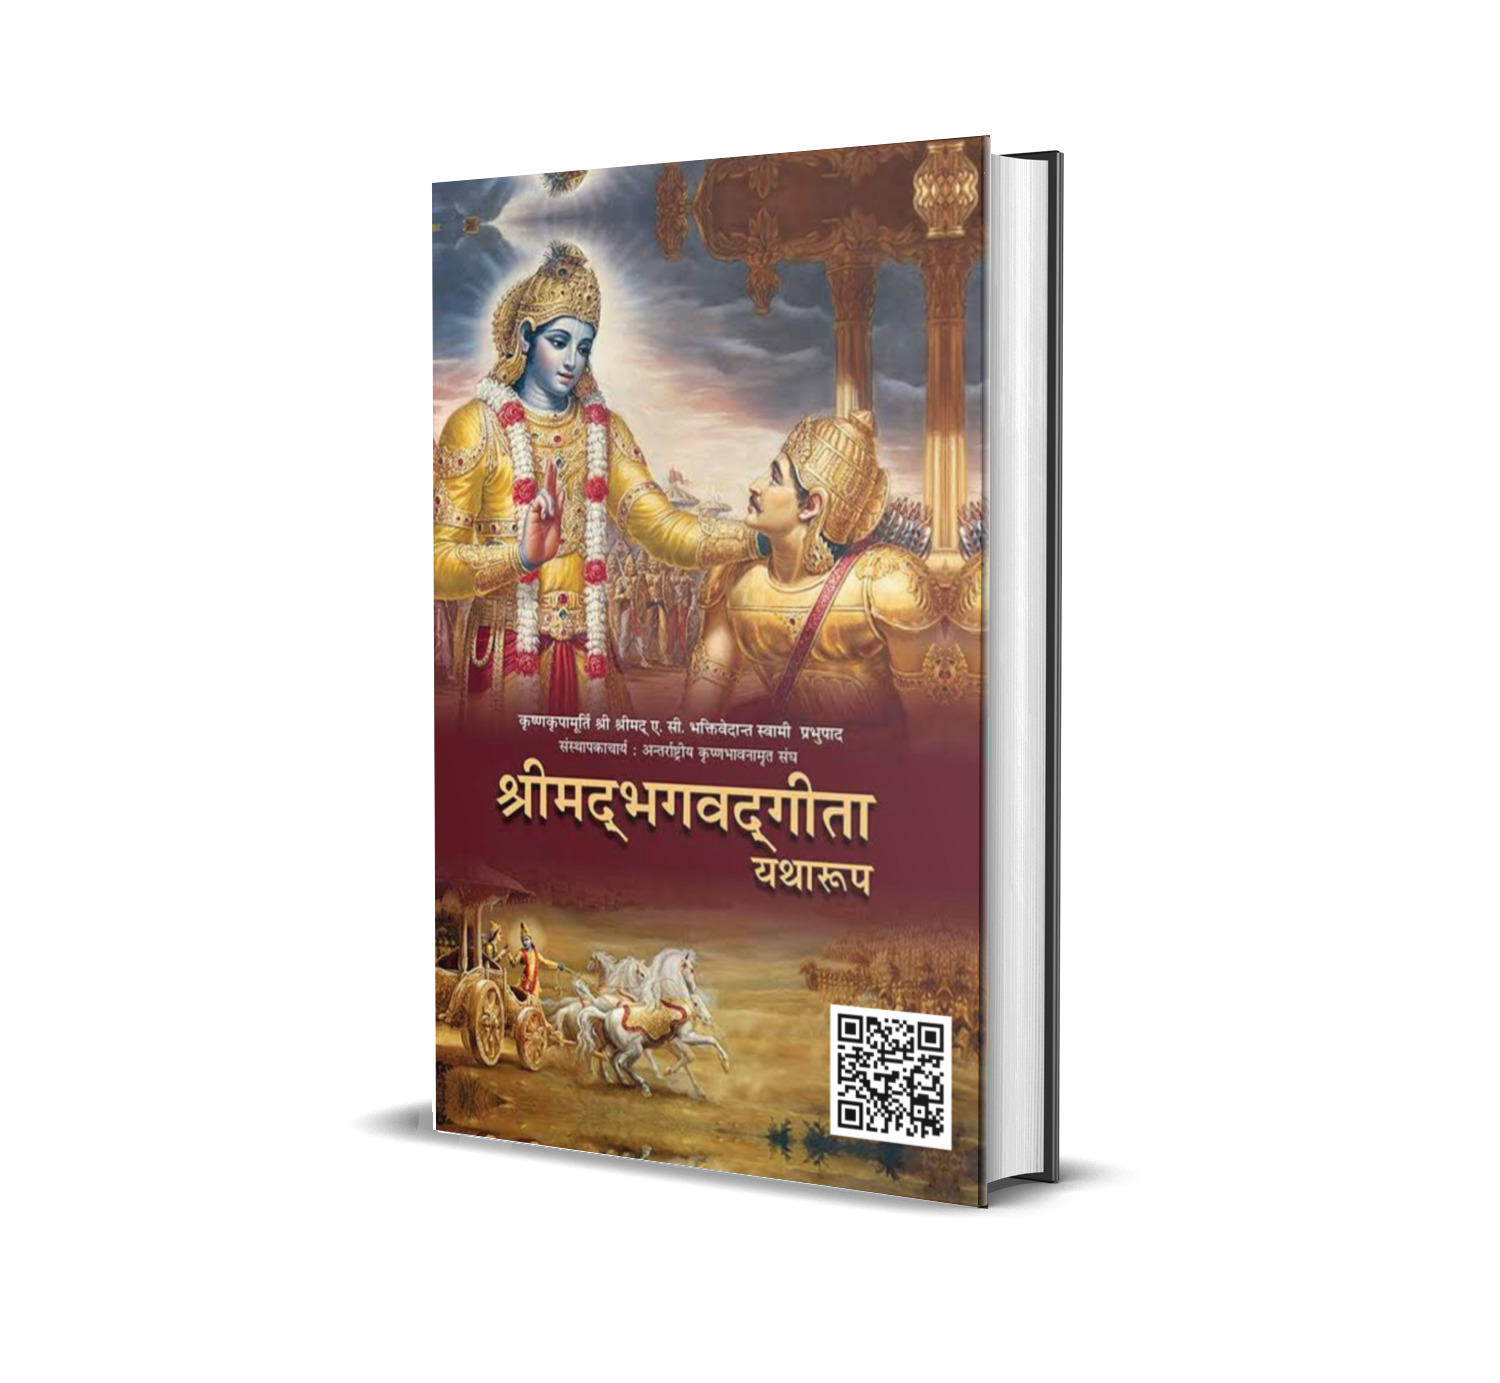 कृष्णकृपामूर्ति श्री श्रीमद् ए. सी. भक्तिवेदान्त स्वामी प्रभुपाद
संस्थापकाचार्य : अन्तर्राष्ट्रीय कृष्णभावनामृत संघ
श्रीमद्‌भगवद्‌गीता
यथारूप